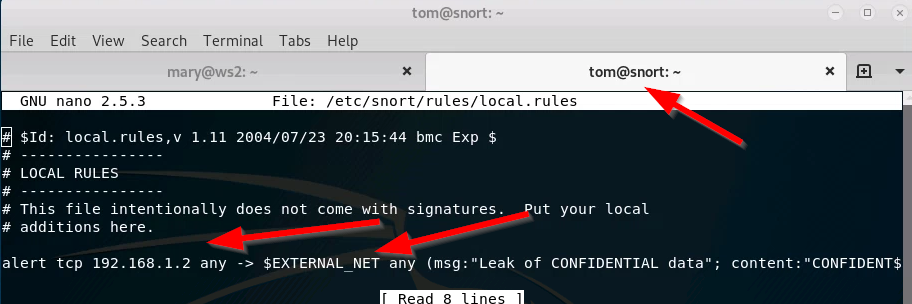 tom@snort: ~
File Edit View Search Terminal Tabs Help
mary@ws2: ~
tom@snort: ~
GNU nano 2.5.3 File: /etc/snort/rules/local.rules
# $Id: local.rules,v 1.11 2004/07/23 20:15:44 bmc Exp $
# ----------------
# LOCAL RULES
# ----------------
# This file intentionally does not come with signatures.  Put your local
# additions here.
alert tcp 192.168.1.2 any -> $EXTERNAL_NET any (msg:"Leak of CONFIDENTIAL data"; content:"CONFIDENT$
[ Read 8 lines ]